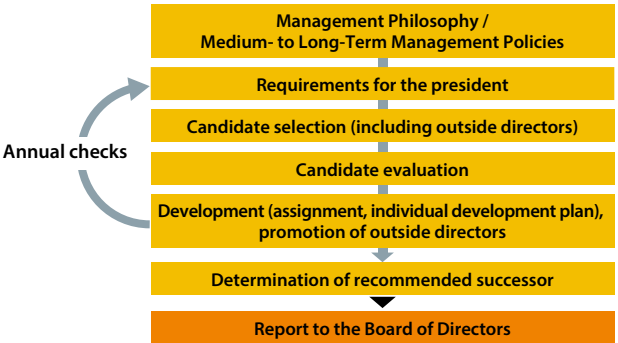 Management Philosophy /
Medium- to Long-Term Management Policies
Requirements for the president
Candidate selection (including outside directors)
Annual checks
Candidate evaluation
Development (assignment, individual development plan),
promotion of outside directors
Determination of recommended successor
Report to the Board of Directors